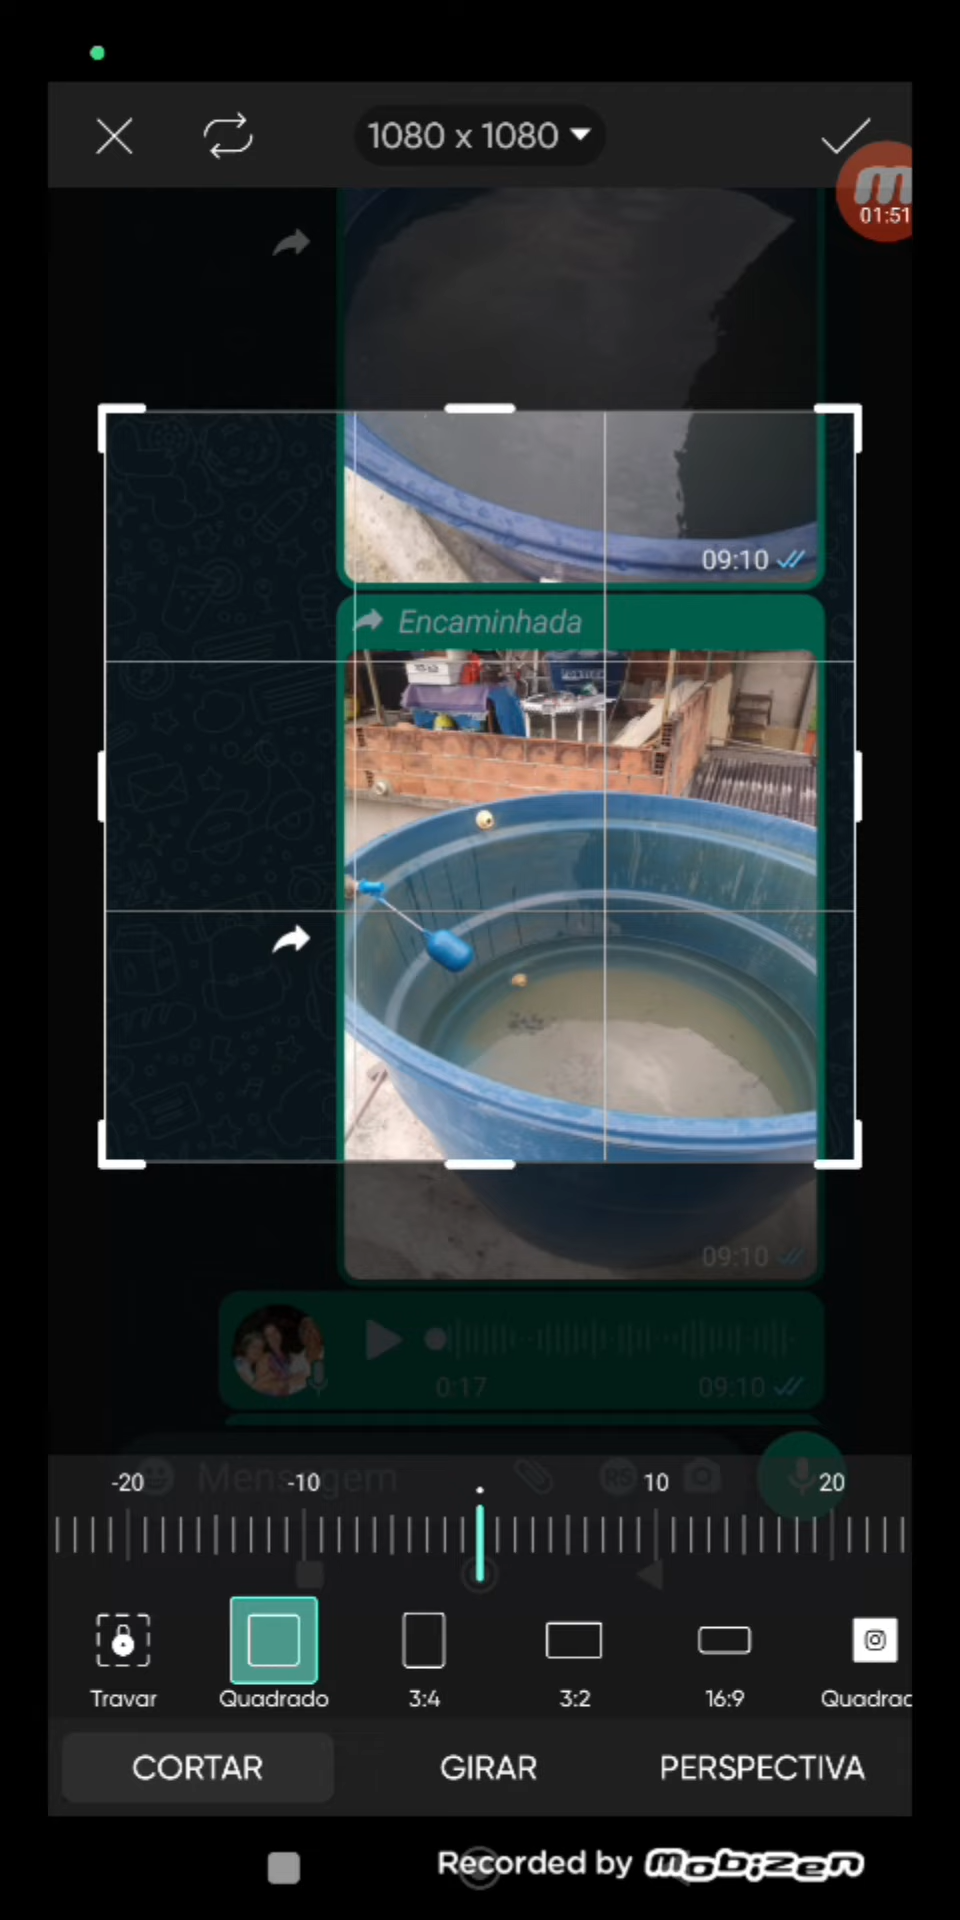 1080 x 1080
01:51
09:10
Encaminhada
09:10
0:17 09:10
Mensagem
-20 -10 10 20
Travar Quadrado 3:4 3:2 16:9 Quadrac
CORTAR GIRAR PERSPECTIVA
Recorded by Mobizen